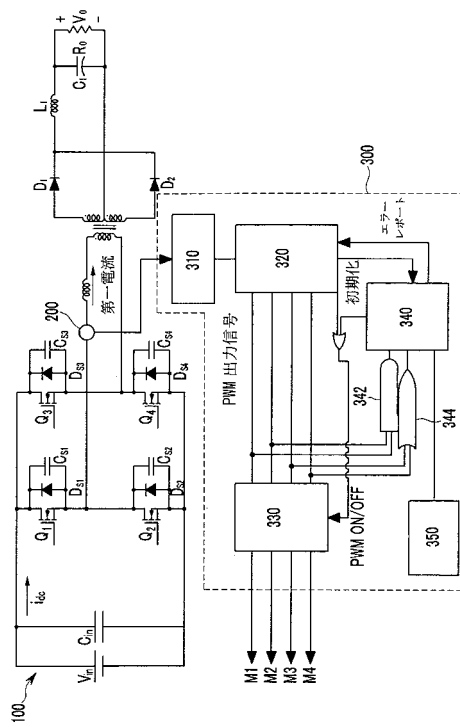 100
V_in
C_in
i_dc
Q_1
D_S1
C_S1
Q_3
D_S3
C_S3
Q_2
D_S2
C_S2
Q_4
D_S4
C_S4
200
第一電流
D_1
D_2
L_1
C_1
R_0
+
V_0
-
300
310
320
330
340
342
344
350
PWM 出力信号
初期化
エラー
レポート
PWM ON/OFF
M1
M2
M3
M4